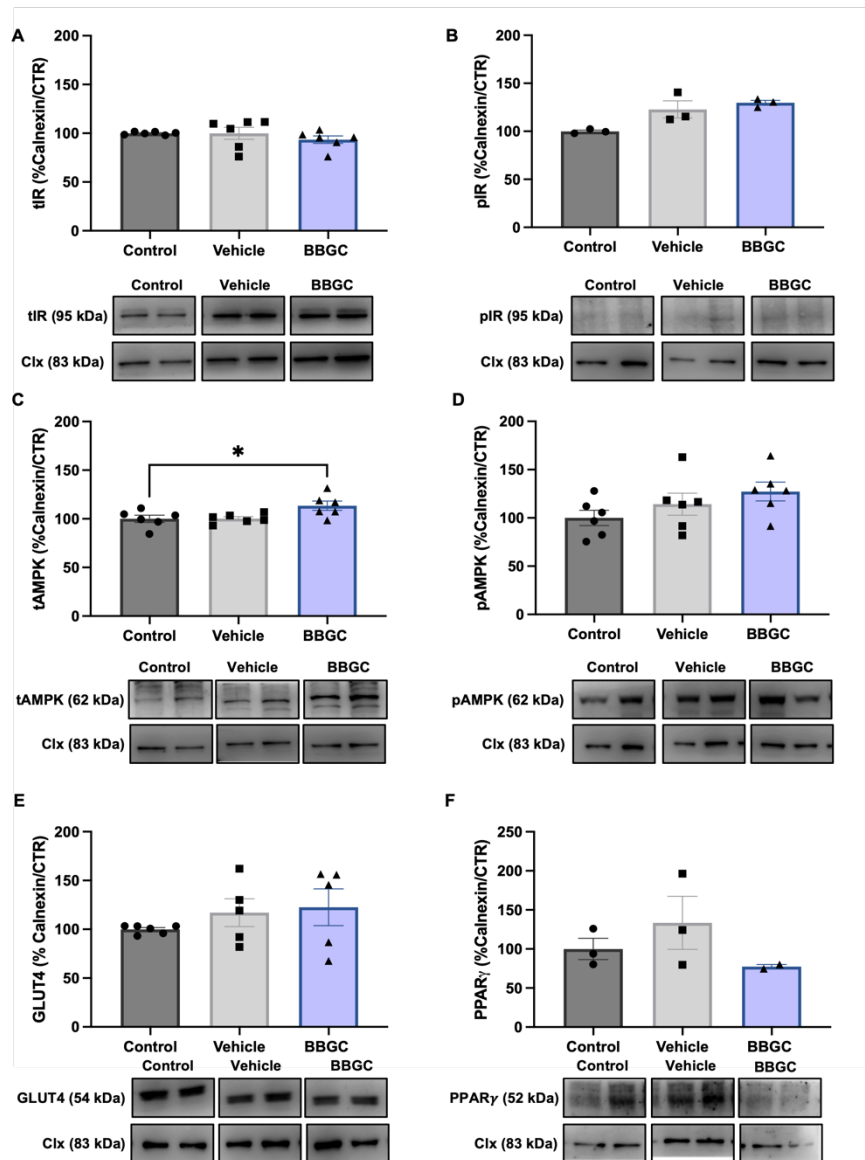 A
200
150
100
50
0
tIR (%Calnexin/CTR)
Control Vehicle BBGC
Control Vehicle BBGC
tIR (95 kDa)
Clx (83 kDa)
B
200
150
100
50
0
pIR (%Calnexin/CTR)
Control Vehicle BBGC
Control Vehicle BBGC
pIR (95 kDa)
Clx (83 kDa)
C
200
150
100
50
0
tAMPK (%Calnexin/CTR)
*
Control Vehicle BBGC
Control Vehicle BBGC
tAMPK (62 kDa)
Clx (83 kDa)
D
200
150
100
50
0
pAMPK (%Calnexin/CTR)
Control Vehicle BBGC
Control Vehicle BBGC
pAMPK (62 kDa)
Clx (83 kDa)
E
200
150
100
50
0
GLUT4 (% Calnexin/CTR)
Control Vehicle BBGC
Control Vehicle BBGC
GLUT4 (54 kDa)
Clx (83 kDa)
F
250
200
150
100
50
0
PPARγ (%Calnexin/CTR)
Control Vehicle BBGC
Control Vehicle BBGC
PPARγ (52 kDa)
Clx (83 kDa)